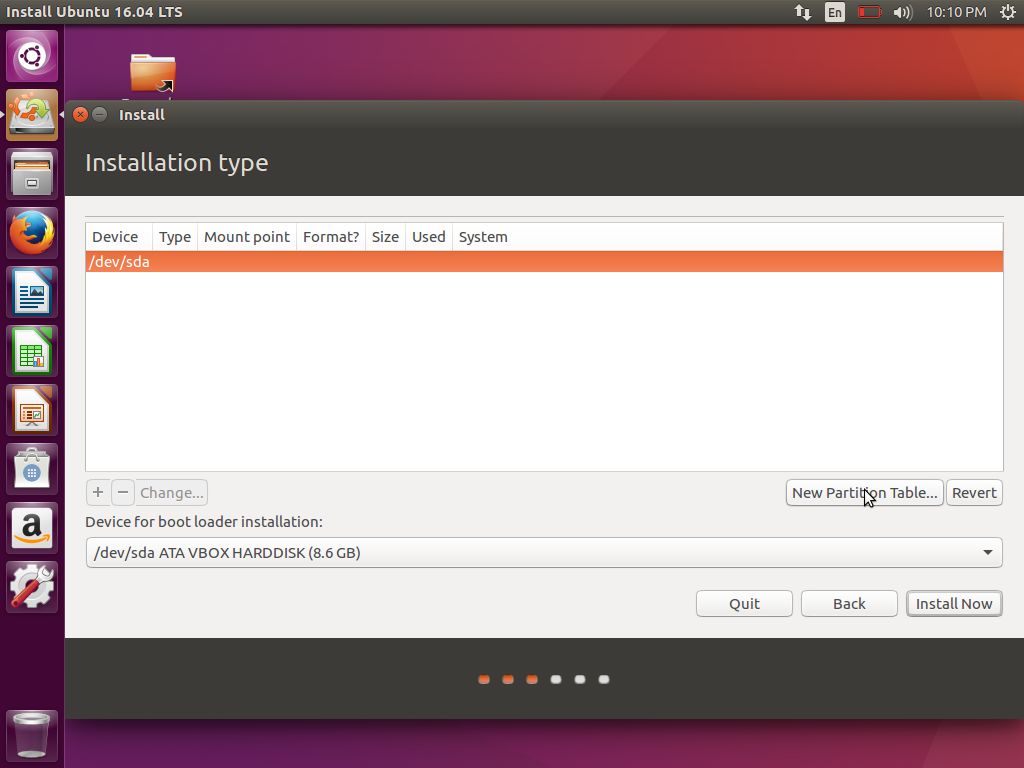 Install Ubuntu 16.04 LTS
En
10:10 PM
Install
Installation type
Device Type Mount point Format? Size Used System
/dev/sda
+ − Change... New Partition Table... Revert
Device for boot loader installation:
/dev/sda ATA VBOX HARDDISK (8.6 GB)
Quit Back Install Now